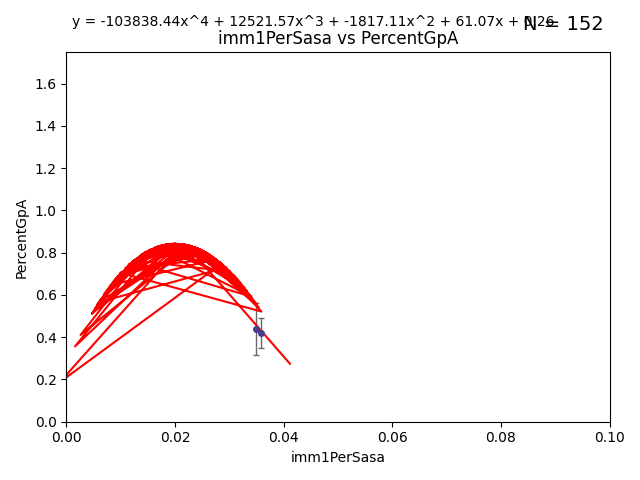 y = -103838.44x^4 + 12521.57x^3 + -1817.11x^2 + 61.07x + 0.26
N = 152
imm1PerSasa vs PercentGpA
PercentGpA
1.6
1.4
1.2
1.0
0.8
0.6
0.4
0.2
0.0
0.00 0.02 0.04 0.06 0.08 0.10
imm1PerSasa